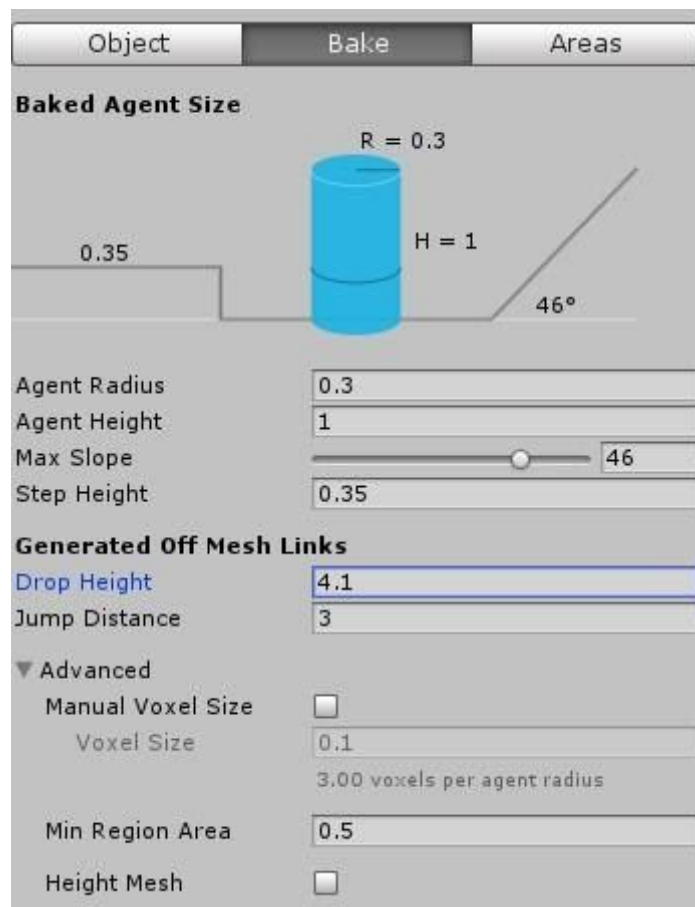 Object Bake Areas
Baked Agent Size
R = 0.3
0.35
H = 1
46°
Agent Radius 0.3
Agent Height 1
Max Slope 46
Step Height 0.35
Generated Off Mesh Links
Drop Height 4.1
Jump Distance 3
Advanced
Manual Voxel Size
Voxel Size 0.1
3.00 voxels per agent radius
Min Region Area 0.5
Height Mesh